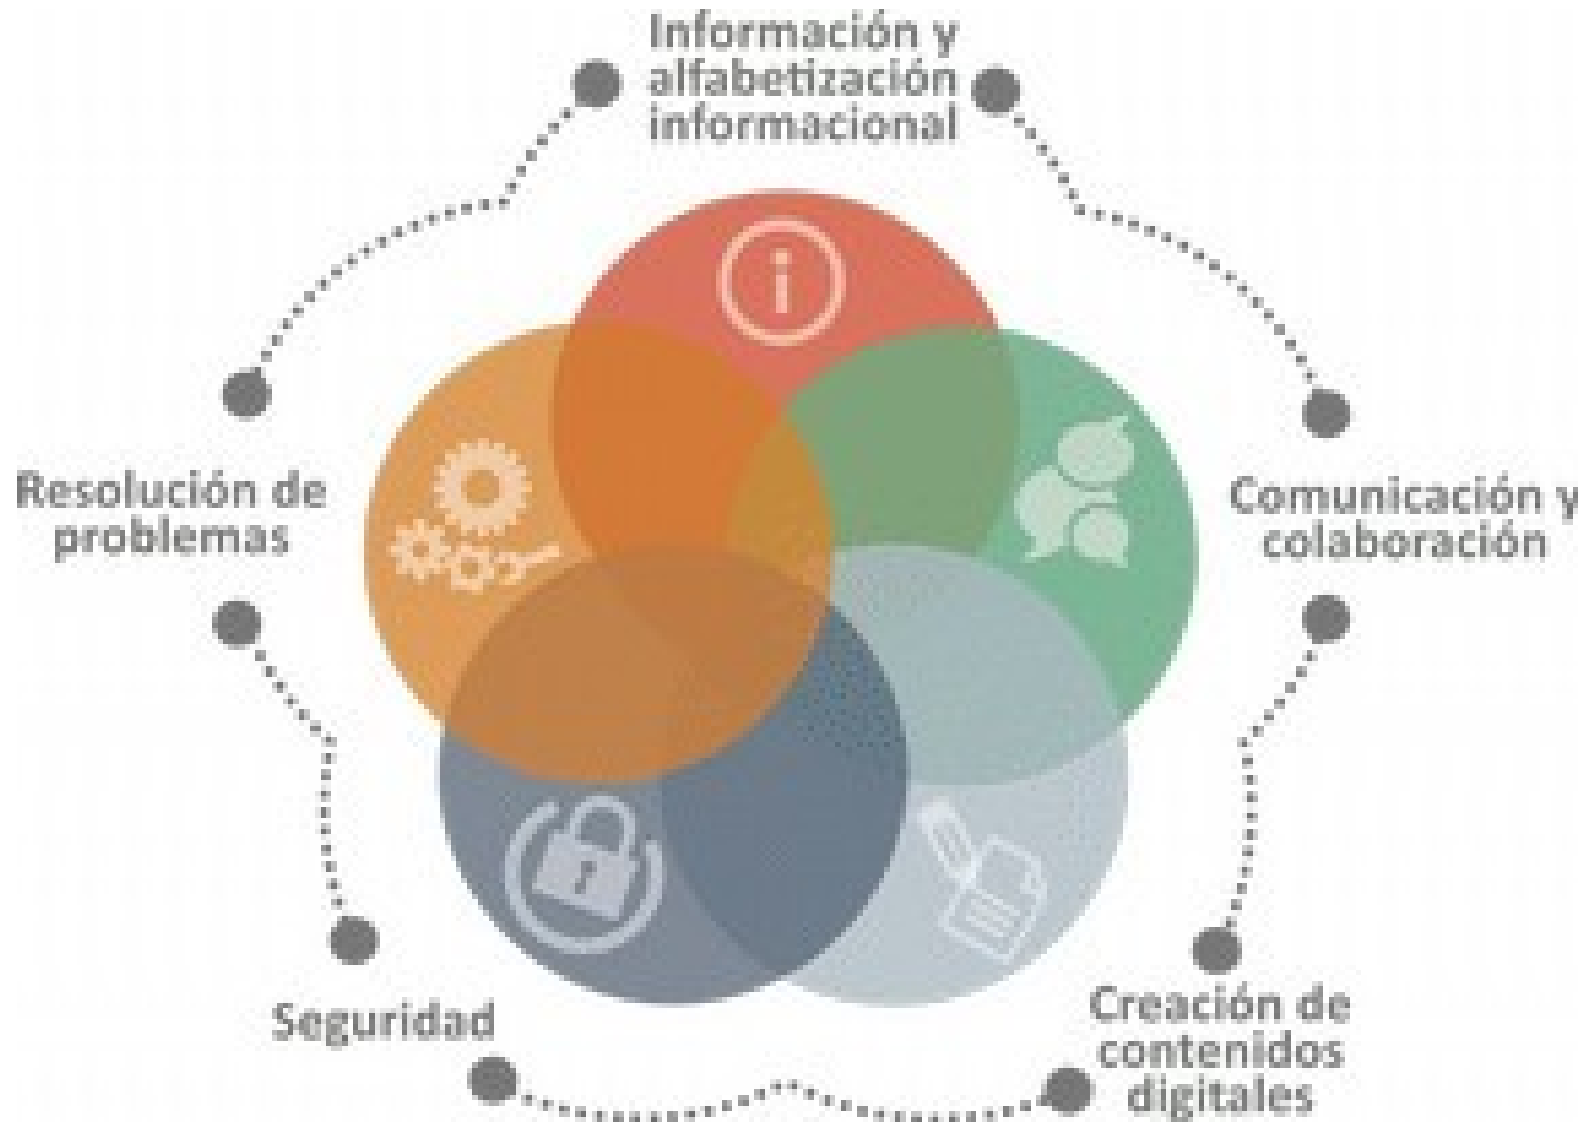 Información y
alfabetización
informacional
Resolución de
problemas
Comunicación y
colaboración
Seguridad
Creación de
contenidos
digitales